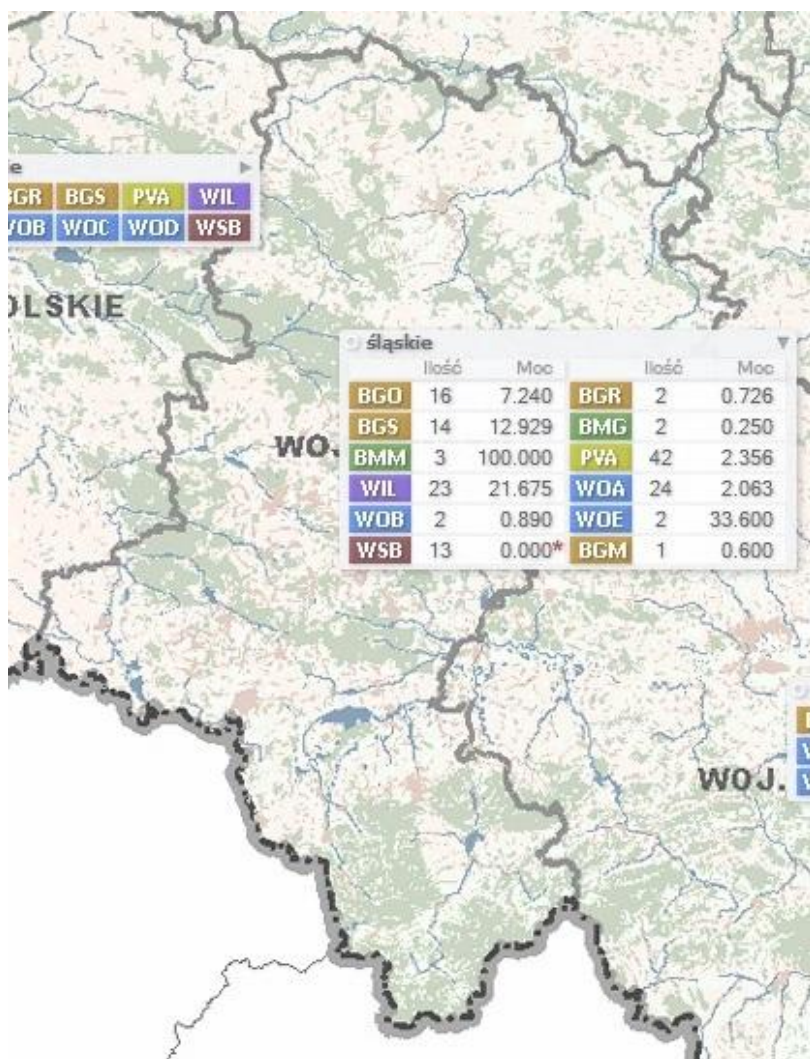 BGS PVA WIL
WOC WOD WSB
OLSKIE
śląskie
Ilość Moc Ilość Moc
BGO 16 7.240 BGR 2 0.726
BGS 14 12.929 BMG 2 0.250
WOJ.
BMM 3 100.000 PVA 42 2.356
WIL 23 21.675 WOA 24 2.063
WOB 2 0.890 WOE 2 33.600
WSB 13 0.000* BGM 1 0.600
WOJ.